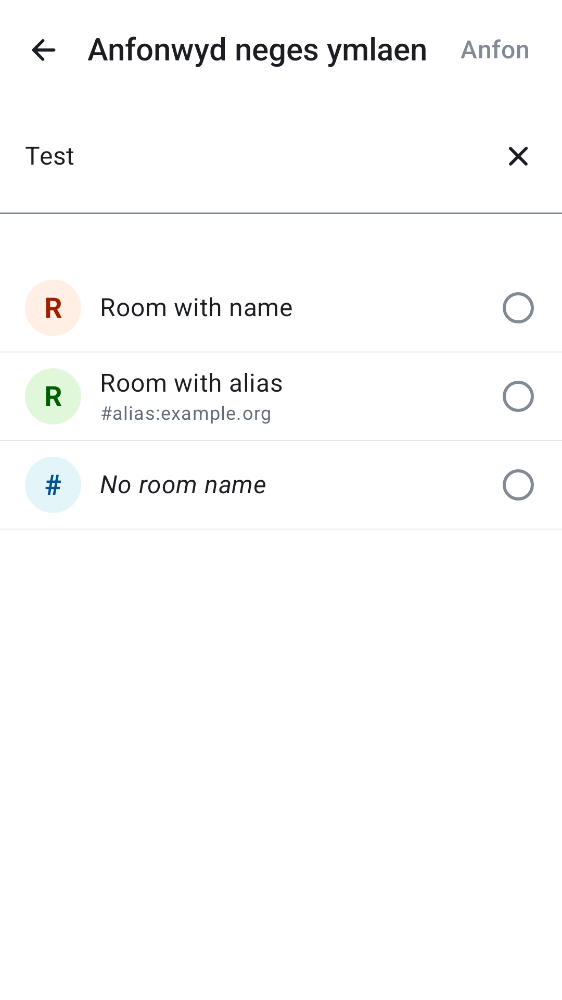 Anfonwyd neges ymlaen
Anfon
Test
R
Room with name
R
Room with alias
#alias:example.org
#
No room name